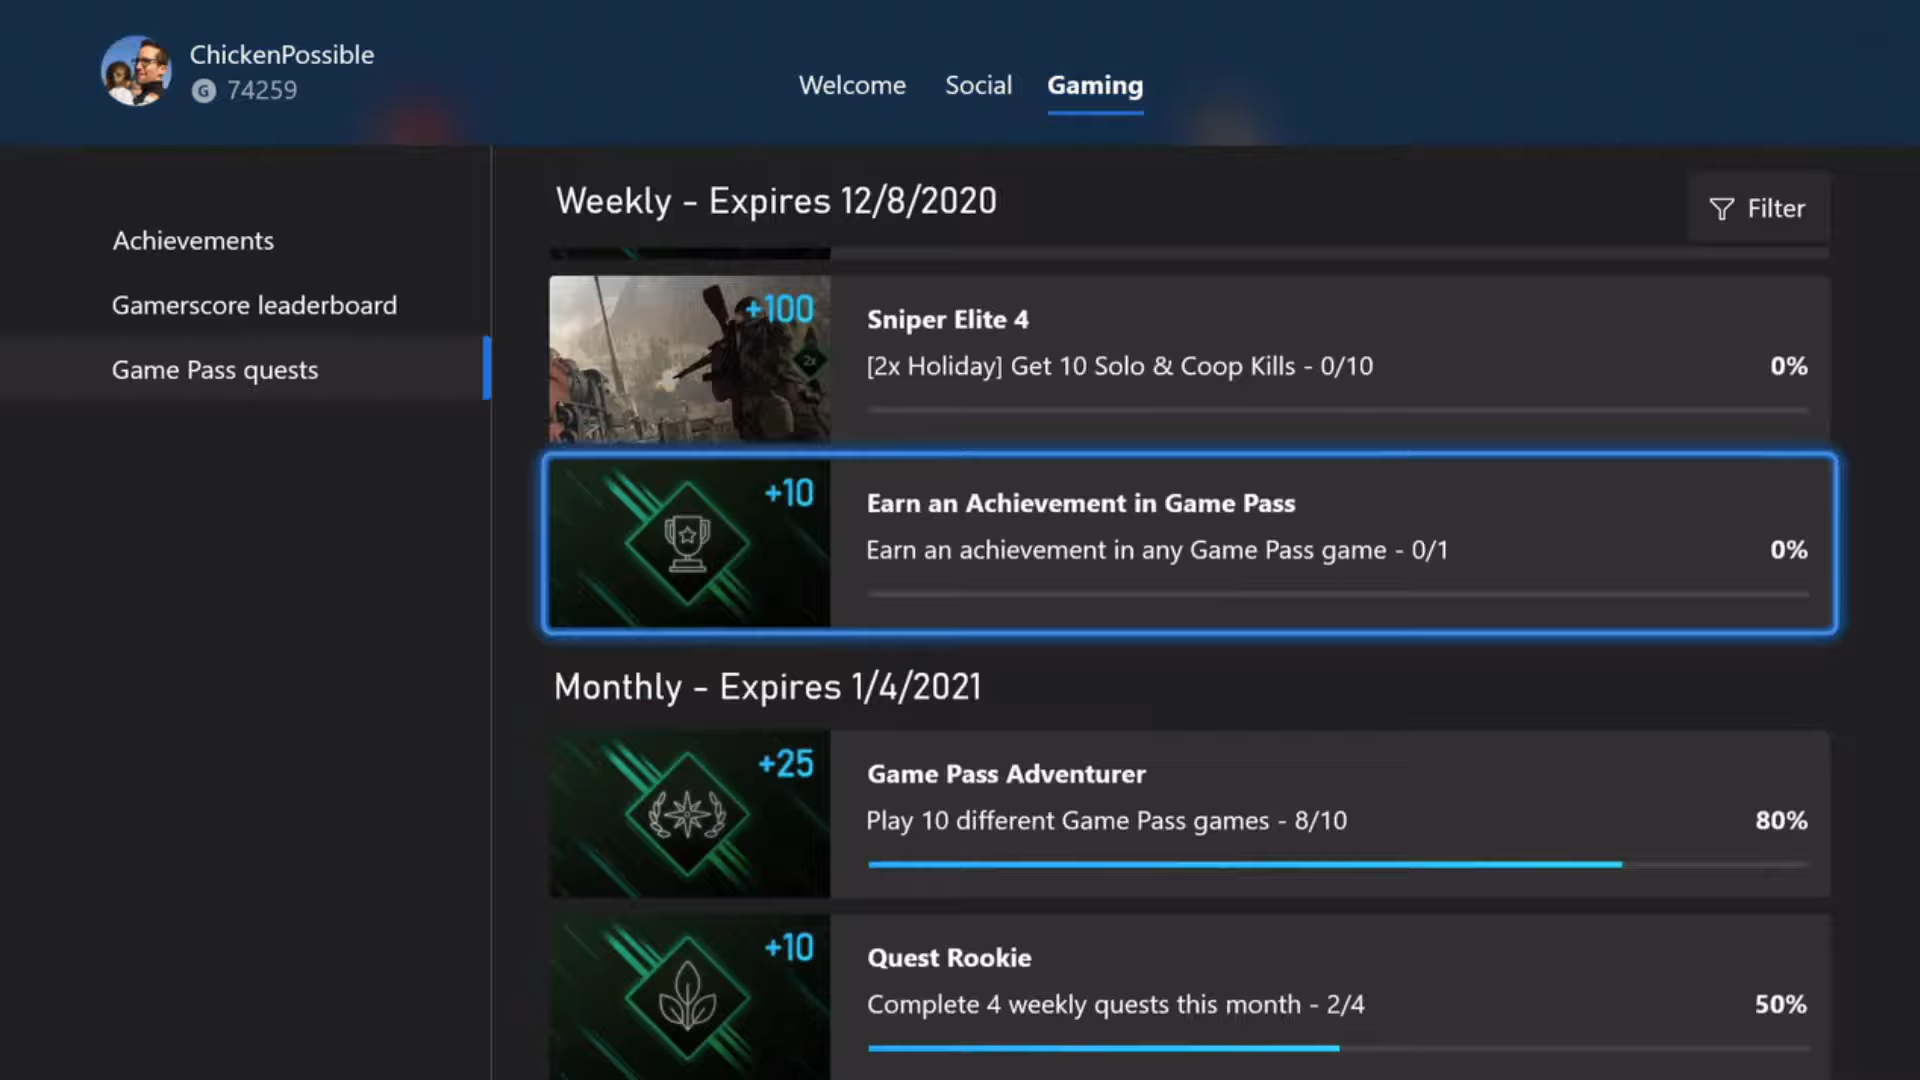 ChickenPossible
G 74259
Welcome Social Gaming
Achievements
Gamerscore leaderboard
Game Pass quests
Weekly - Expires 12/8/2020
Filter
+100
2x
Sniper Elite 4
[2x Holiday] Get 10 Solo & Coop Kills - 0/10
0%
+10
Earn an Achievement in Game Pass
Earn an achievement in any Game Pass game - 0/1
0%
Monthly - Expires 1/4/2021
+25
Game Pass Adventurer
Play 10 different Game Pass games - 8/10
80%
+10
Quest Rookie
Complete 4 weekly quests this month - 2/4
50%